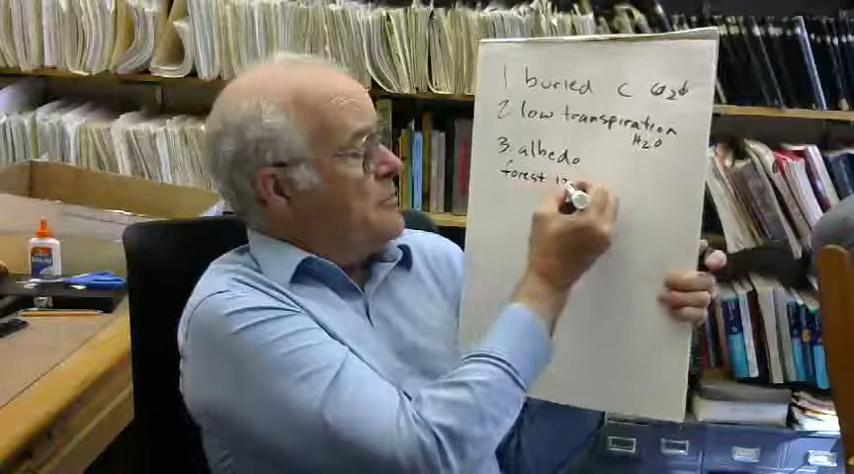 1 buried C CO2↓
2 low transpiration
H2O
3. albedo
forest